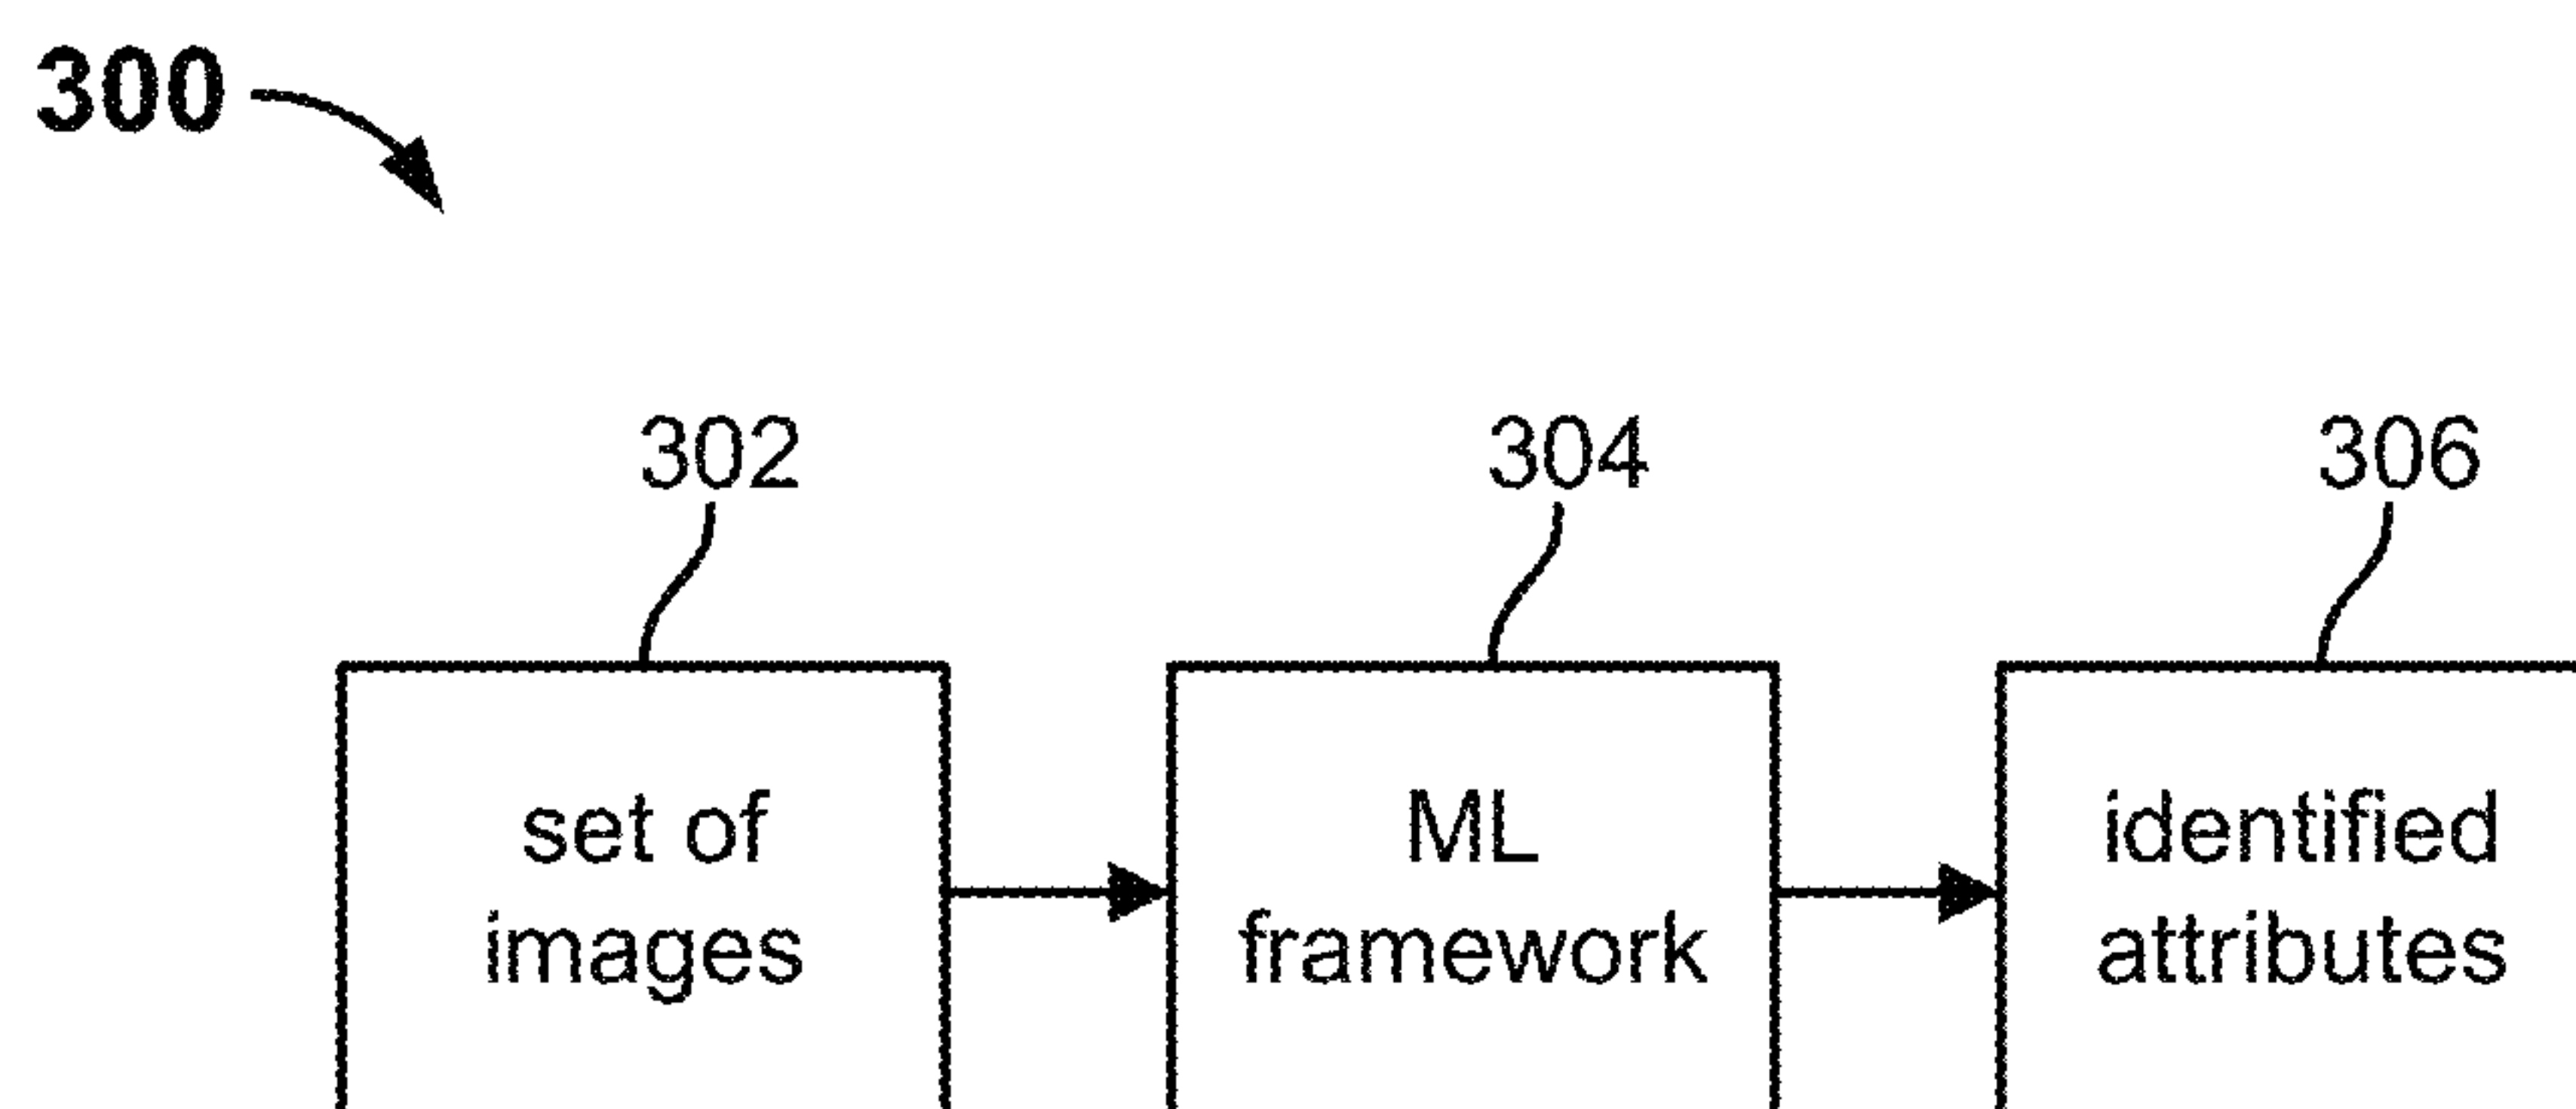 300
302
304
306
set of
images
ML
framework
identified
attributes